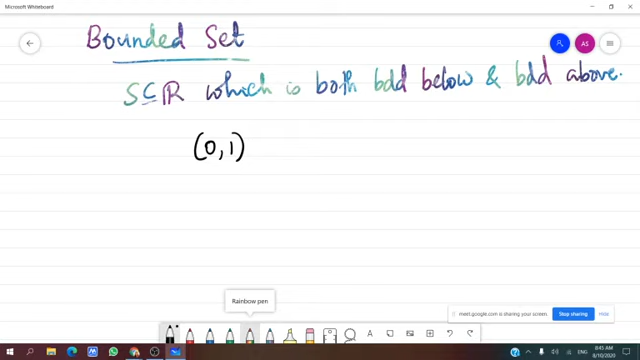 Microsoft Whiteboard
Bounded Set
AS
S⊆ℝ which is both bdd below & bdd above.
(0,1)
Rainbow pen
meet.google.com is sharing your screen.
Stop sharing
Hide
A
ENG
8:45 AM
8/10/2020